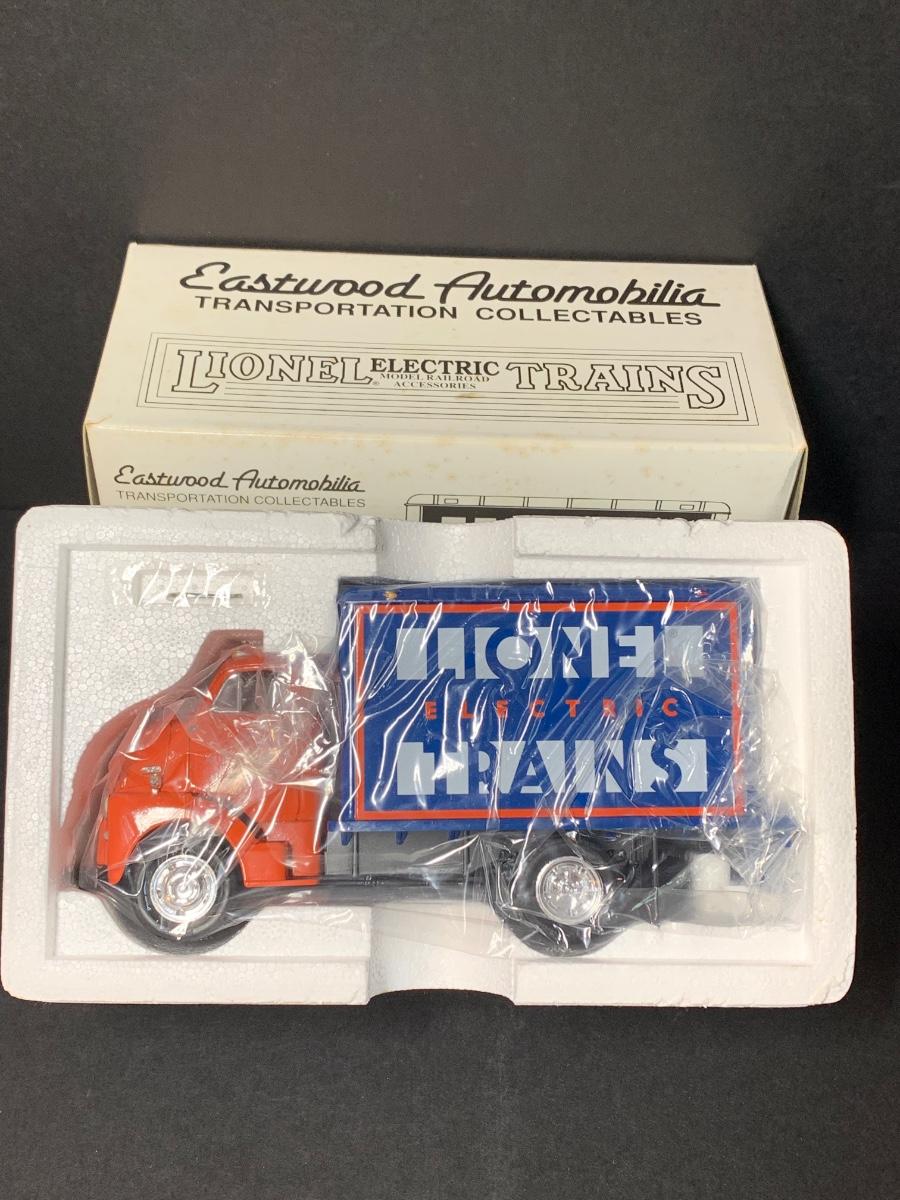 Eastwood Automobilia
TRANSPORTATION COLLECTABLES
LIONEL® ELECTRIC TRAINS
MODEL RAILROAD
ACCESSORIES
Eastwood Automobilia
TRANSPORTATION COLLECTABLES
LIONEL
ELECTRIC
TRAINS